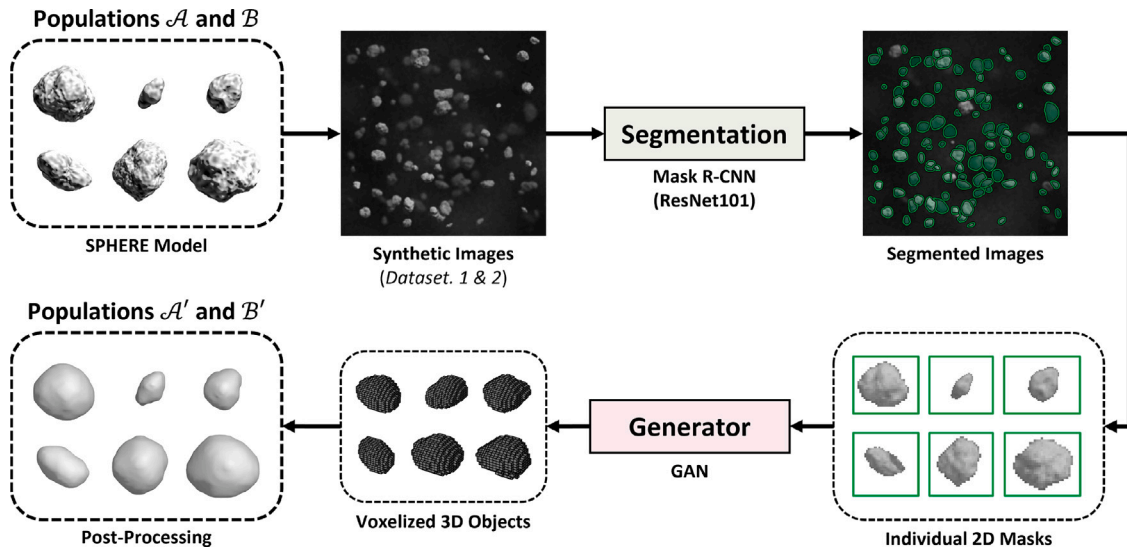 Populations 𝒜 and ℬ
SPHERE Model
Synthetic Images
(Dataset. 1 & 2)
Segmentation
Mask R-CNN
(ResNet101)
Segmented Images
Populations 𝒜′ and ℬ′
Post-Processing
Voxelized 3D Objects
Generator
GAN
Individual 2D Masks